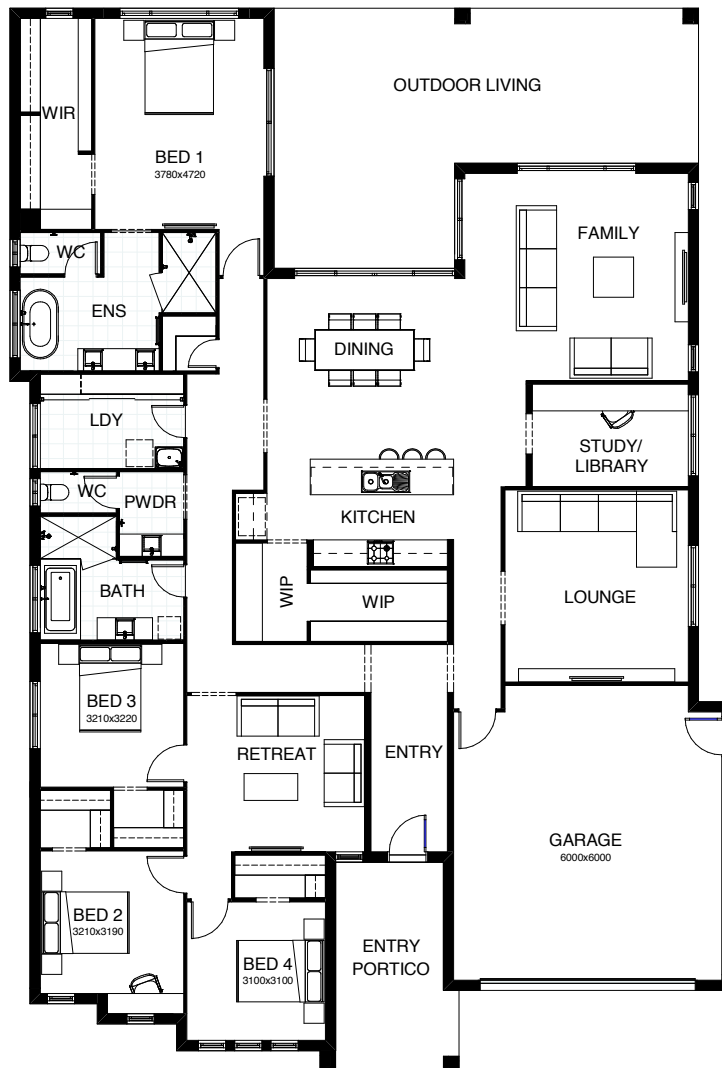 OUTDOOR LIVING
WIR
BED 1
3780x4720
FAMILY
WC
ENS
DINING
LDY
STUDY/
LIBRARY
WC
PWDR
KITCHEN
BATH
WIP
WIP
LOUNGE
BED 3
3210x3220
RETREAT
ENTRY
GARAGE
6000x6000
BED 2
3210x3190
ENTRY
PORTICO
BED 4
3100x3100